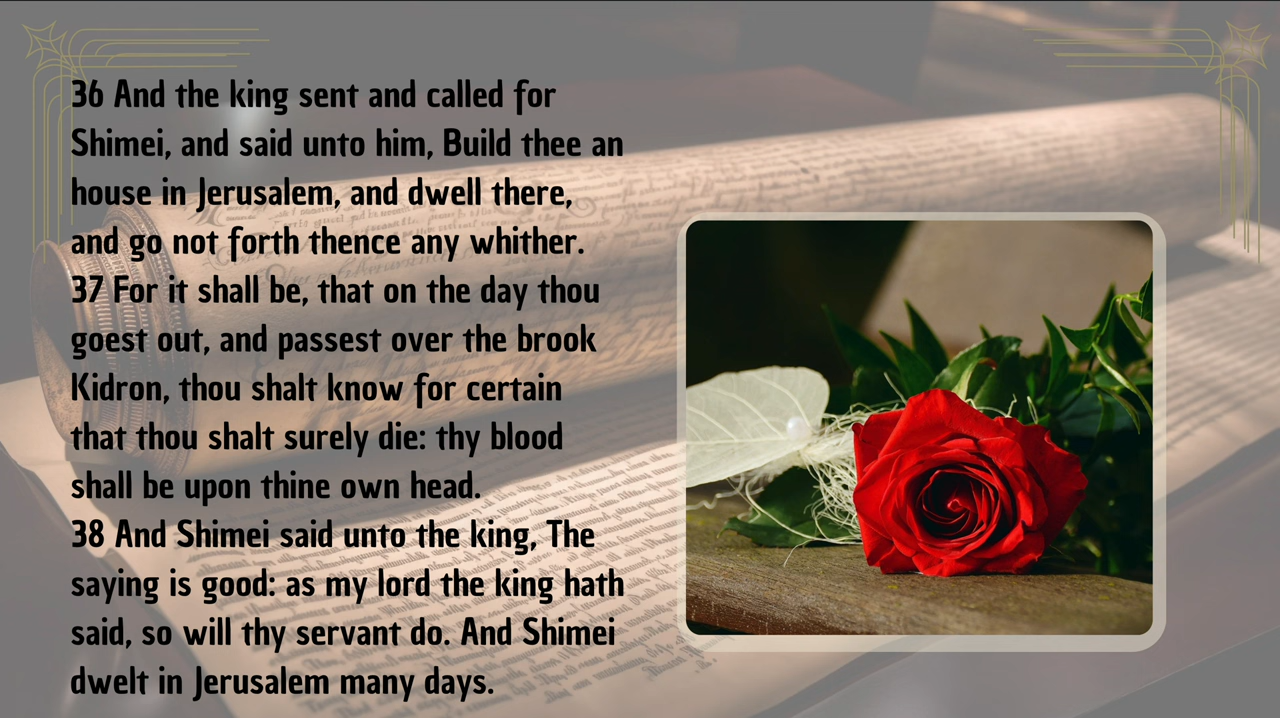 36 And the king sent and called for
Shimei, and said unto him, Build thee an
house in Jerusalem, and dwell there,
and go not forth thence any whither.
37 For it shall be, that on the day thou
goest out, and passest over the brook
Kidron, thou shalt know for certain
that thou shalt surely die: thy blood
shall be upon thine own head.
38 And Shimei said unto the king, The
saying is good: as my lord the king hath
said, so will thy servant do. And Shimei
dwelt in Jerusalem many days.